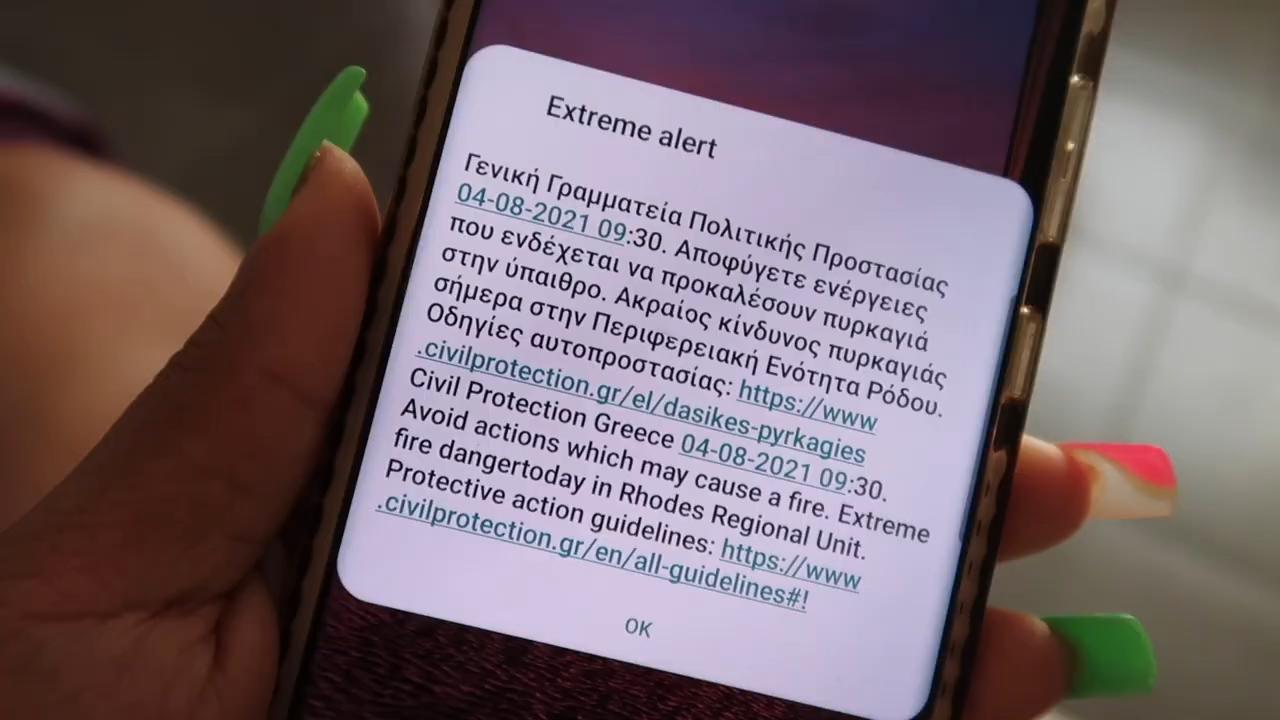 Extreme alert
Γενική Γραμματεία Πολιτικής Προστασίας
04-08-2021 09:30. Αποφύγετε ενέργειες
που ενδέχεται να προκαλέσουν πυρκαγιά
στην ύπαιθρο. Ακραίος κίνδυνος πυρκαγιάς
σήμερα στην Περιφερειακή Ενότητα Ρόδου.
Οδηγίες αυτοπροστασίας: https://www
.civilprotection.gr/el/dasikes-pyrkagies
Civil Protection Greece 04-08-2021 09:30.
Avoid actions which may cause a fire. Extreme
fire dangertoday in Rhodes Regional Unit.
Protective action guidelines: https://www
.civilprotection.gr/en/all-guidelines#!
OK